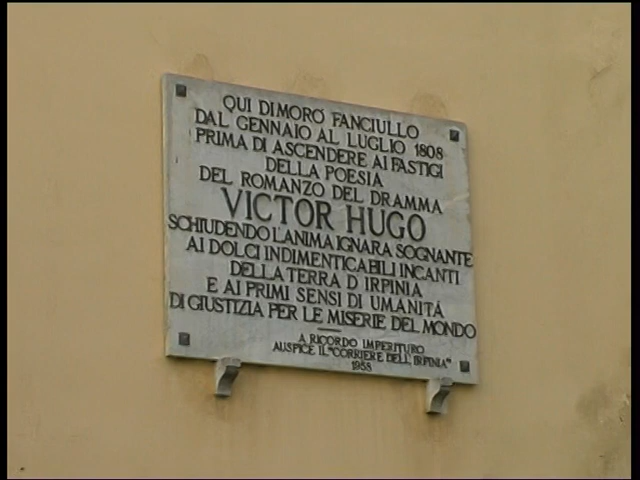 QUI DIMORÒ FANCIULLO
DAL GENNAIO AL LUGLIO 1808
PRIMA DI ASCENDERE AI FASTIGI
DELLA POESIA
DEL ROMANZO DEL DRAMMA
VICTOR HUGO
SCHIUDENDO L'ANIMA IGNARA SOGNANTE
AI DOLCI INDIMENTICABILI INCANTI
DELLA TERRA D IRPINIA
E AI PRIMI SENSI DI UMANITÀ
DI GIUSTIZIA PER LE MISERIE DEL MONDO
A RICORDO IMPERITURO
AUSPICE IL "CORRIERE DELL'IRPINIA"
1958